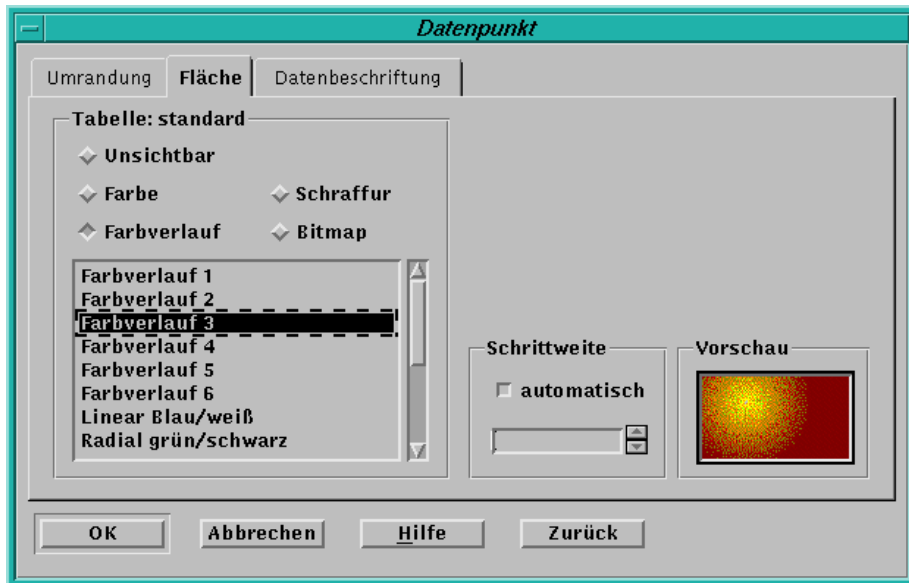 Datenpunkt
Umrandung Fläche Datenbeschriftung
Tabelle: standard
Unsichtbar
Farbe Schraffur
Farbverlauf Bitmap
Farbverlauf 1
Farbverlauf 2
Farbverlauf 3
Farbverlauf 4
Farbverlauf 5
Farbverlauf 6
Linear Blau/weiß
Radial grün/schwarz
Schrittweite
automatisch
Vorschau
OK Abbrechen Hilfe Zurück